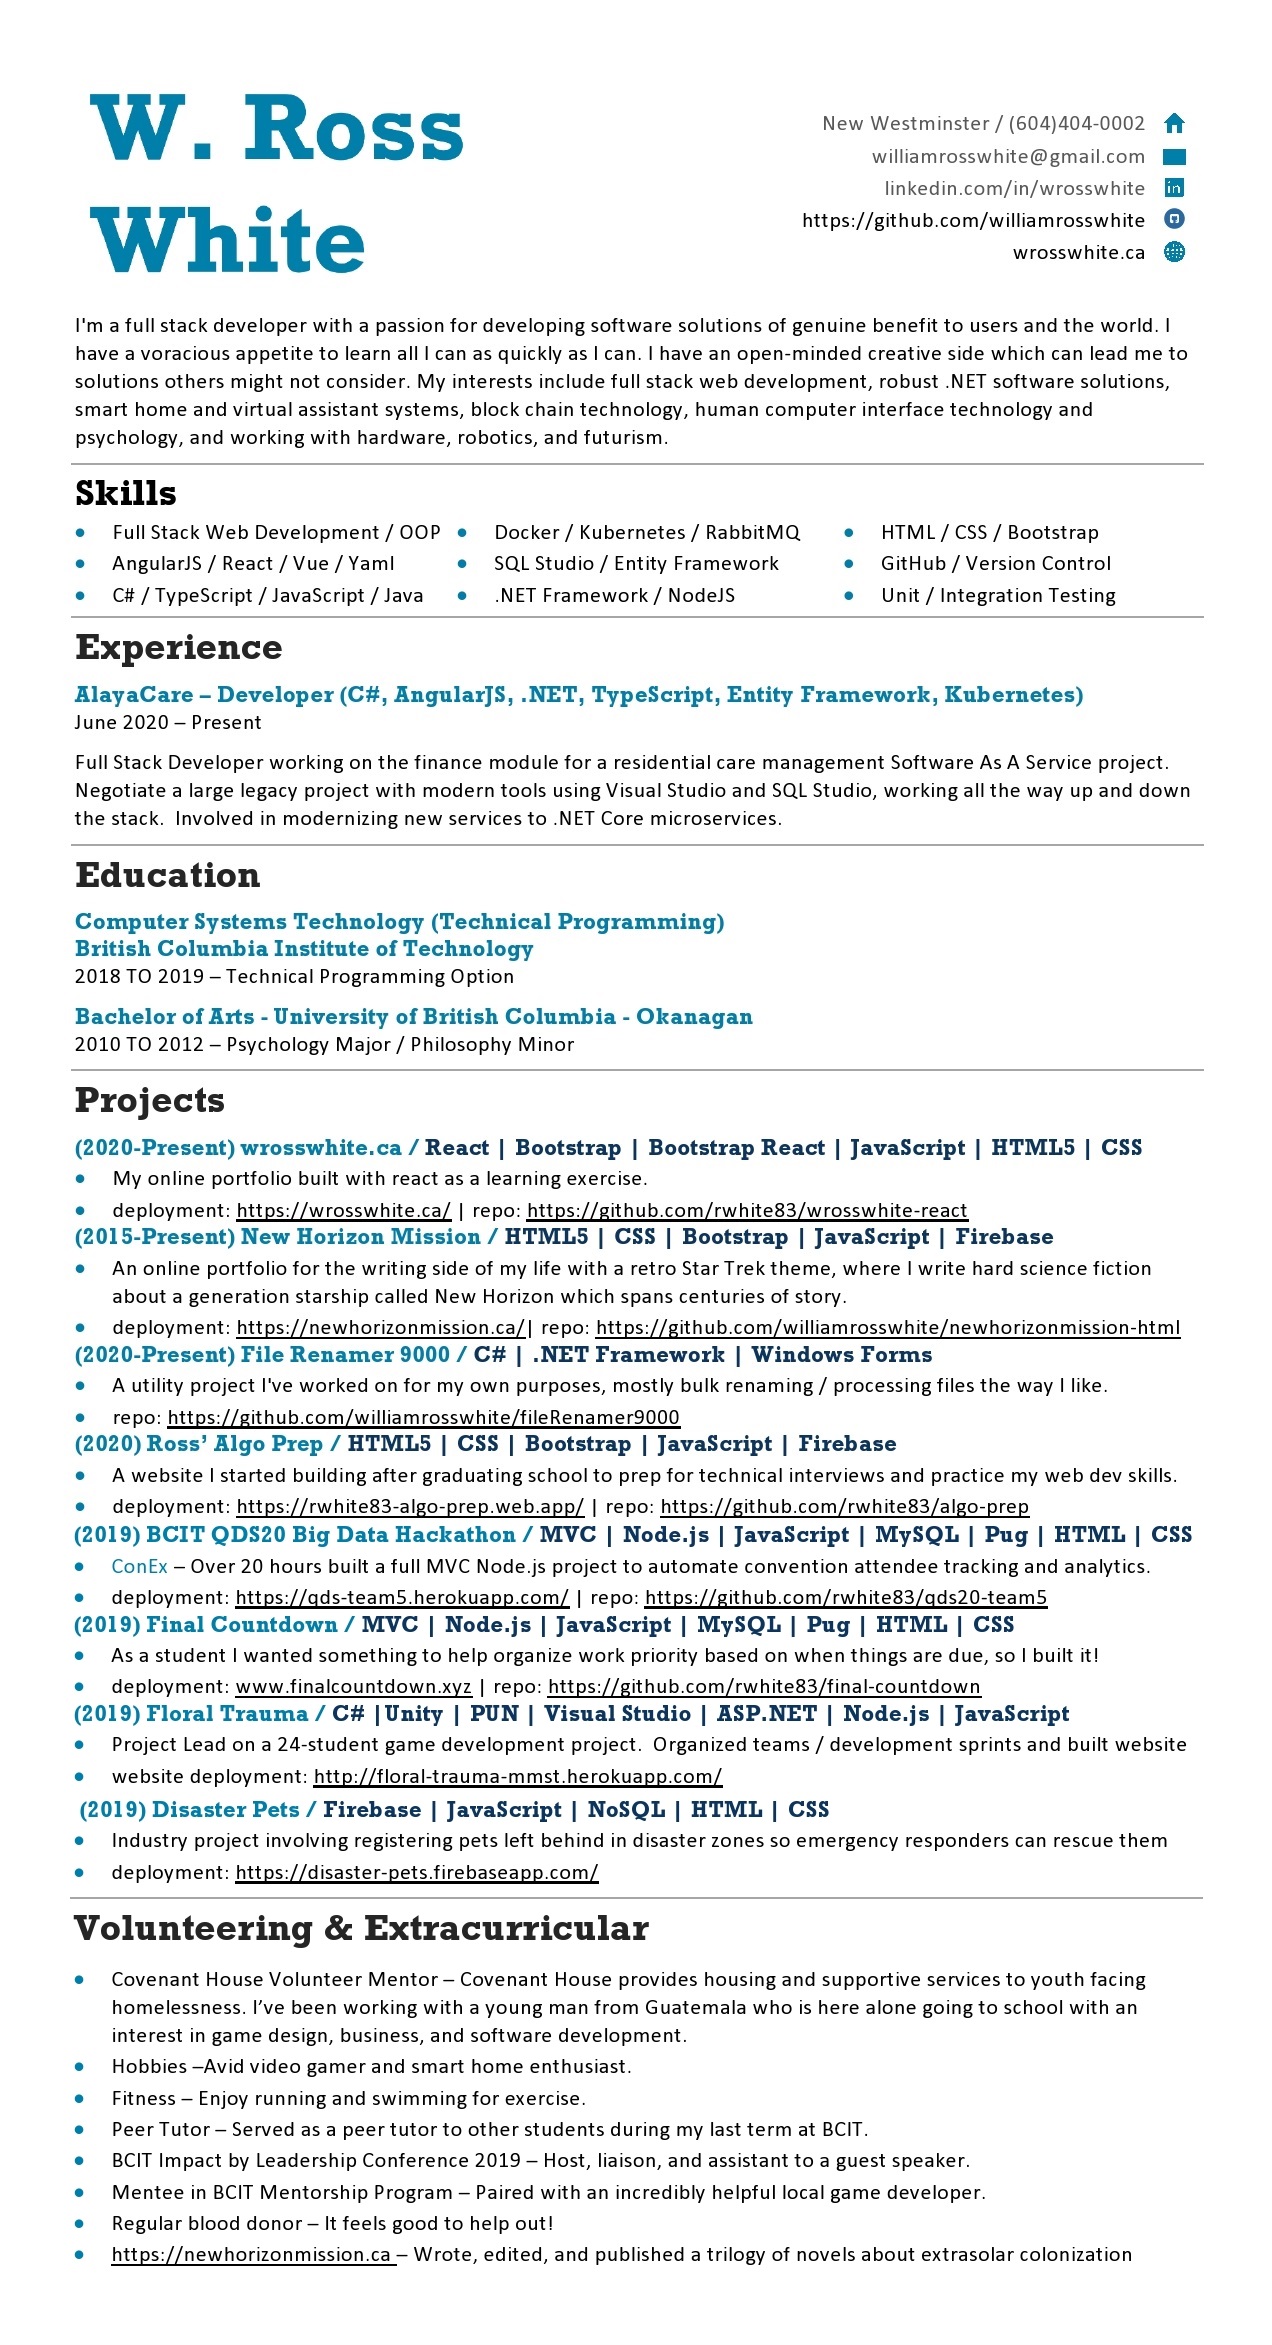 W. Ross
White
New Westminster / (604)404-0002
williamrosswhite@gmail.com
linkedin.com/in/wrosswhite
https://github.com/williamrosswhite
wrosswhite.ca
I'm a full stack developer with a passion for developing software solutions of genuine benefit to users and the world. I
have a voracious appetite to learn all I can as quickly as I can. I have an open-minded creative side which can lead me to
solutions others might not consider. My interests include full stack web development, robust .NET software solutions,
smart home and virtual assistant systems, block chain technology, human computer interface technology and
psychology, and working with hardware, robotics, and futurism.
Skills
• Full Stack Web Development / OOP • Docker / Kubernetes / RabbitMQ • HTML / CSS / Bootstrap
• AngularJS / React / Vue / Yaml • SQL Studio / Entity Framework • GitHub / Version Control
• C# / TypeScript / JavaScript / Java • .NET Framework / NodeJS • Unit / Integration Testing
Experience
AlayaCare – Developer (C#, AngularJS, .NET, TypeScript, Entity Framework, Kubernetes)
June 2020 – Present
Full Stack Developer working on the finance module for a residential care management Software As A Service project.
Negotiate a large legacy project with modern tools using Visual Studio and SQL Studio, working all the way up and down
the stack.  Involved in modernizing new services to .NET Core microservices.
Education
Computer Systems Technology (Technical Programming)
British Columbia Institute of Technology
2018 TO 2019 – Technical Programming Option
Bachelor of Arts - University of British Columbia - Okanagan
2010 TO 2012 – Psychology Major / Philosophy Minor
Projects
(2020-Present) wrosswhite.ca / React | Bootstrap | Bootstrap React | JavaScript | HTML5 | CSS
• My online portfolio built with react as a learning exercise.
• deployment: https://wrosswhite.ca/ | repo: https://github.com/rwhite83/wrosswhite-react
(2015-Present) New Horizon Mission / HTML5 | CSS | Bootstrap | JavaScript | Firebase
• An online portfolio for the writing side of my life with a retro Star Trek theme, where I write hard science fiction
about a generation starship called New Horizon which spans centuries of story.
• deployment: https://newhorizonmission.ca/| repo: https://github.com/williamrosswhite/newhorizonmission-html
(2020-Present) File Renamer 9000 / C# | .NET Framework | Windows Forms
• A utility project I've worked on for my own purposes, mostly bulk renaming / processing files the way I like.
• repo: https://github.com/williamrosswhite/fileRenamer9000
(2020) Ross’ Algo Prep / HTML5 | CSS | Bootstrap | JavaScript | Firebase
• A website I started building after graduating school to prep for technical interviews and practice my web dev skills.
• deployment: https://rwhite83-algo-prep.web.app/ | repo: https://github.com/rwhite83/algo-prep
(2019) BCIT QDS20 Big Data Hackathon / MVC | Node.js | JavaScript | MySQL | Pug | HTML | CSS
• ConEx – Over 20 hours built a full MVC Node.js project to automate convention attendee tracking and analytics.
• deployment: https://qds-team5.herokuapp.com/ | repo: https://github.com/rwhite83/qds20-team5
(2019) Final Countdown / MVC | Node.js | JavaScript | MySQL | Pug | HTML | CSS
• As a student I wanted something to help organize work priority based on when things are due, so I built it!
• deployment: www.finalcountdown.xyz | repo: https://github.com/rwhite83/final-countdown
(2019) Floral Trauma / C# |Unity | PUN | Visual Studio | ASP.NET | Node.js | JavaScript
• Project Lead on a 24-student game development project.  Organized teams / development sprints and built website
• website deployment: http://floral-trauma-mmst.herokuapp.com/
(2019) Disaster Pets / Firebase | JavaScript | NoSQL | HTML | CSS
• Industry project involving registering pets left behind in disaster zones so emergency responders can rescue them
• deployment: https://disaster-pets.firebaseapp.com/
Volunteering & Extracurricular
• Covenant House Volunteer Mentor – Covenant House provides housing and supportive services to youth facing
homelessness. I’ve been working with a young man from Guatemala who is here alone going to school with an
interest in game design, business, and software development.
• Hobbies –Avid video gamer and smart home enthusiast.
• Fitness – Enjoy running and swimming for exercise.
• Peer Tutor – Served as a peer tutor to other students during my last term at BCIT.
• BCIT Impact by Leadership Conference 2019 – Host, liaison, and assistant to a guest speaker.
• Mentee in BCIT Mentorship Program – Paired with an incredibly helpful local game developer.
• Regular blood donor – It feels good to help out!
• https://newhorizonmission.ca – Wrote, edited, and published a trilogy of novels about extrasolar colonization